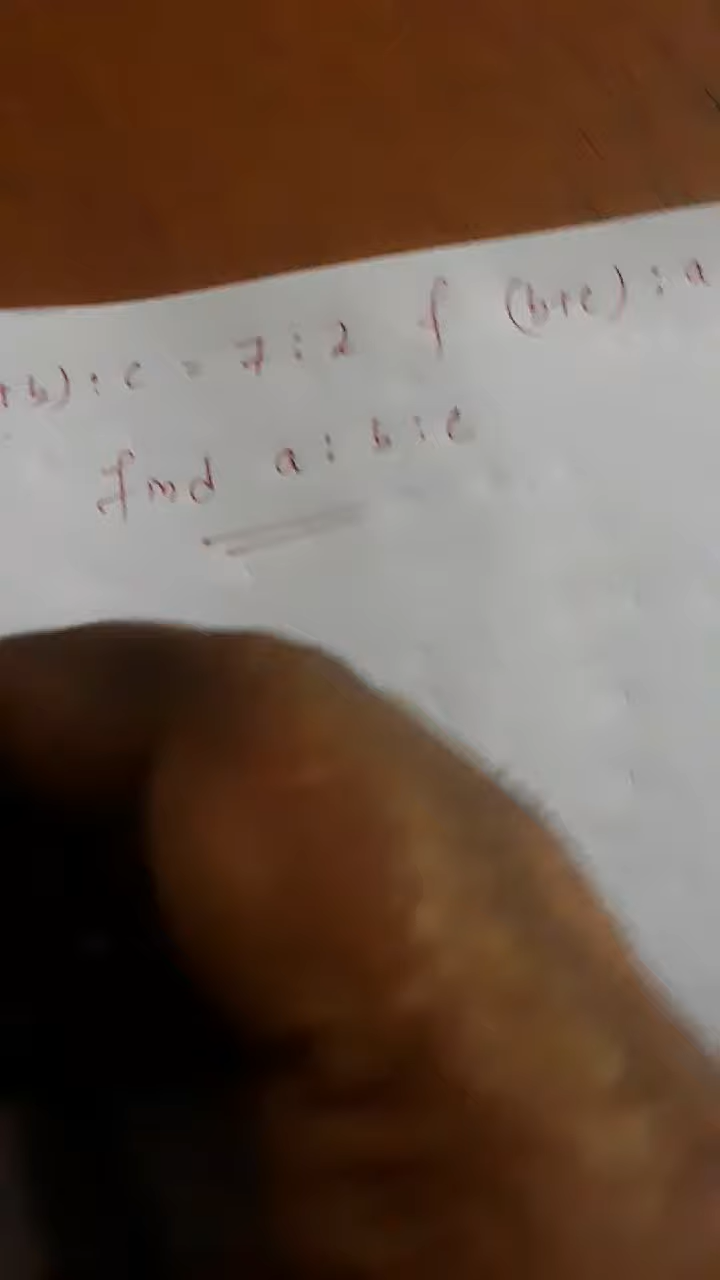 +b) : c = 7 : 2 & (b+c) : a
find a : b : c